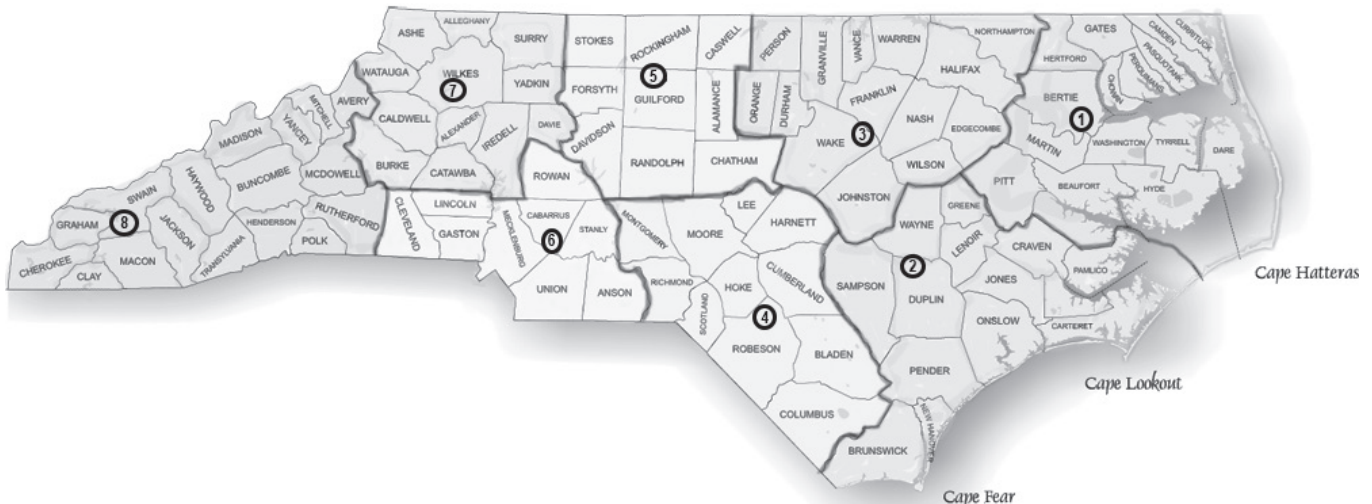 ALLEGHANY
ASHE
SURRY
STOKES
ROCKINGHAM
CASWELL
PERSON
GRANVILLE
VANCE
WARREN
NORTHAMPTON
GATES
CAMDEN
CURRITUCK
PASQUOTANK
PERQUIMANS
HERTFORD
HALIFAX
WATAUGA
WILKES
7
YADKIN
FORSYTH
5
GUILFORD
ALAMANCE
ORANGE
DURHAM
FRANKLIN
NASH
EDGECOMBE
BERTIE
CHOWAN
1
MITCHELL
AVERY
YANCEY
MADISON
CALDWELL
ALEXANDER
IREDELL
DAVIE
DAVIDSON
RANDOLPH
CHATHAM
WAKE
3
WILSON
MARTIN
WASHINGTON
TYRRELL
DARE
HAYWOOD
BUNCOMBE
MCDOWELL
BURKE
CATAWBA
ROWAN
JOHNSTON
PITT
BEAUFORT
HYDE
SWAIN
GRAHAM
8
JACKSON
HENDERSON
RUTHERFORD
POLK
TRANSYLVANIA
CLEVELAND
LINCOLN
GASTON
MECKLENBURG
CABARRUS
STANLY
6
MONTGOMERY
MOORE
LEE
HARNETT
WAYNE
GREENE
LENOIR
CRAVEN
PAMLICO
CHEROKEE
CLAY
MACON
UNION
ANSON
RICHMOND
SCOTLAND
HOKE
CUMBERLAND
4
SAMPSON
2
DUPLIN
JONES
ONSLOW
CARTERET
Cape Hatteras
ROBESON
BLADEN
PENDER
Cape Lookout
COLUMBUS
BRUNSWICK
NEW HANOVER
Cape Fear